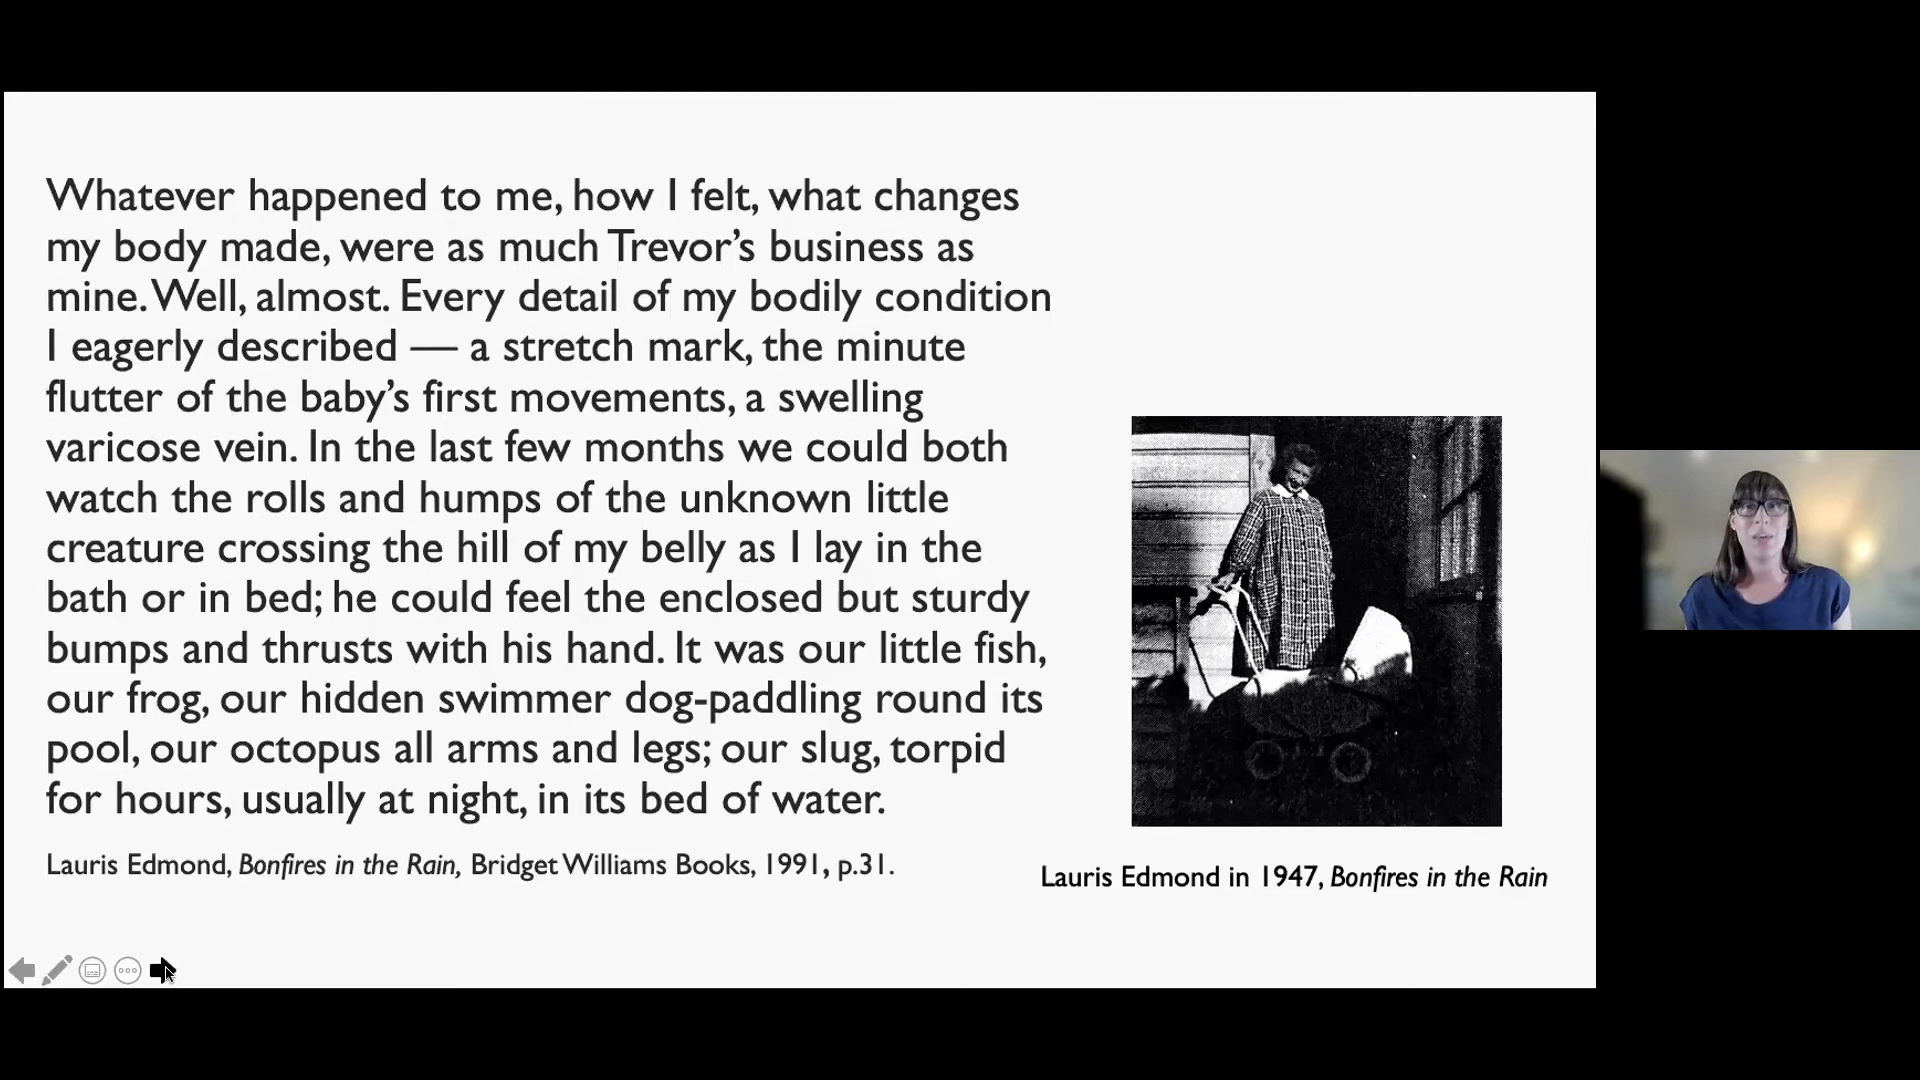 Whatever happened to me, how I felt, what changes
my body made, were as much Trevor’s business as
mine. Well, almost. Every detail of my bodily condition
I eagerly described — a stretch mark, the minute
flutter of the baby’s first movements, a swelling
varicose vein. In the last few months we could both
watch the rolls and humps of the unknown little
creature crossing the hill of my belly as I lay in the
bath or in bed; he could feel the enclosed but sturdy
bumps and thrusts with his hand. It was our little fish,
our frog, our hidden swimmer dog-paddling round its
pool, our octopus all arms and legs; our slug, torpid
for hours, usually at night, in its bed of water.
Lauris Edmond, Bonfires in the Rain, Bridget Williams Books, 1991, p.31.
Lauris Edmond in 1947, Bonfires in the Rain